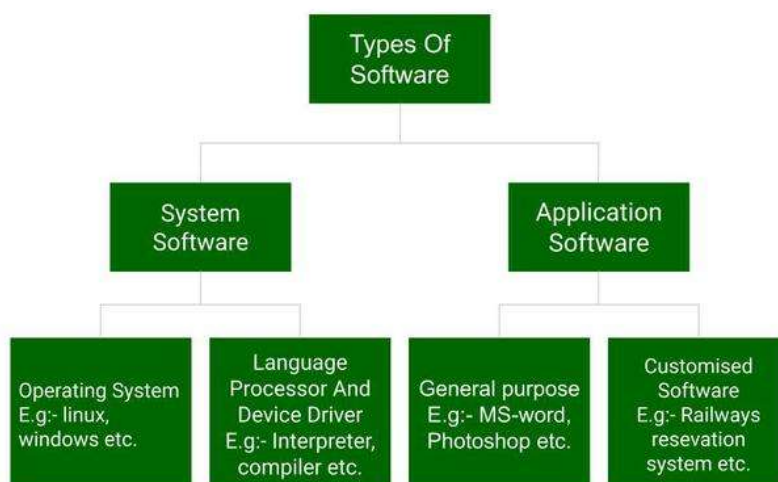 Types Of
Software
System
Software
Application
Software
Operating System
E.g:- linux,
windows etc.
Language
Processor And
Device Driver
E.g:- Interpreter,
compiler etc.
General purpose
E.g:- MS-word,
Photoshop etc.
Customised
Software
E.g:- Railways
resevation
system etc.